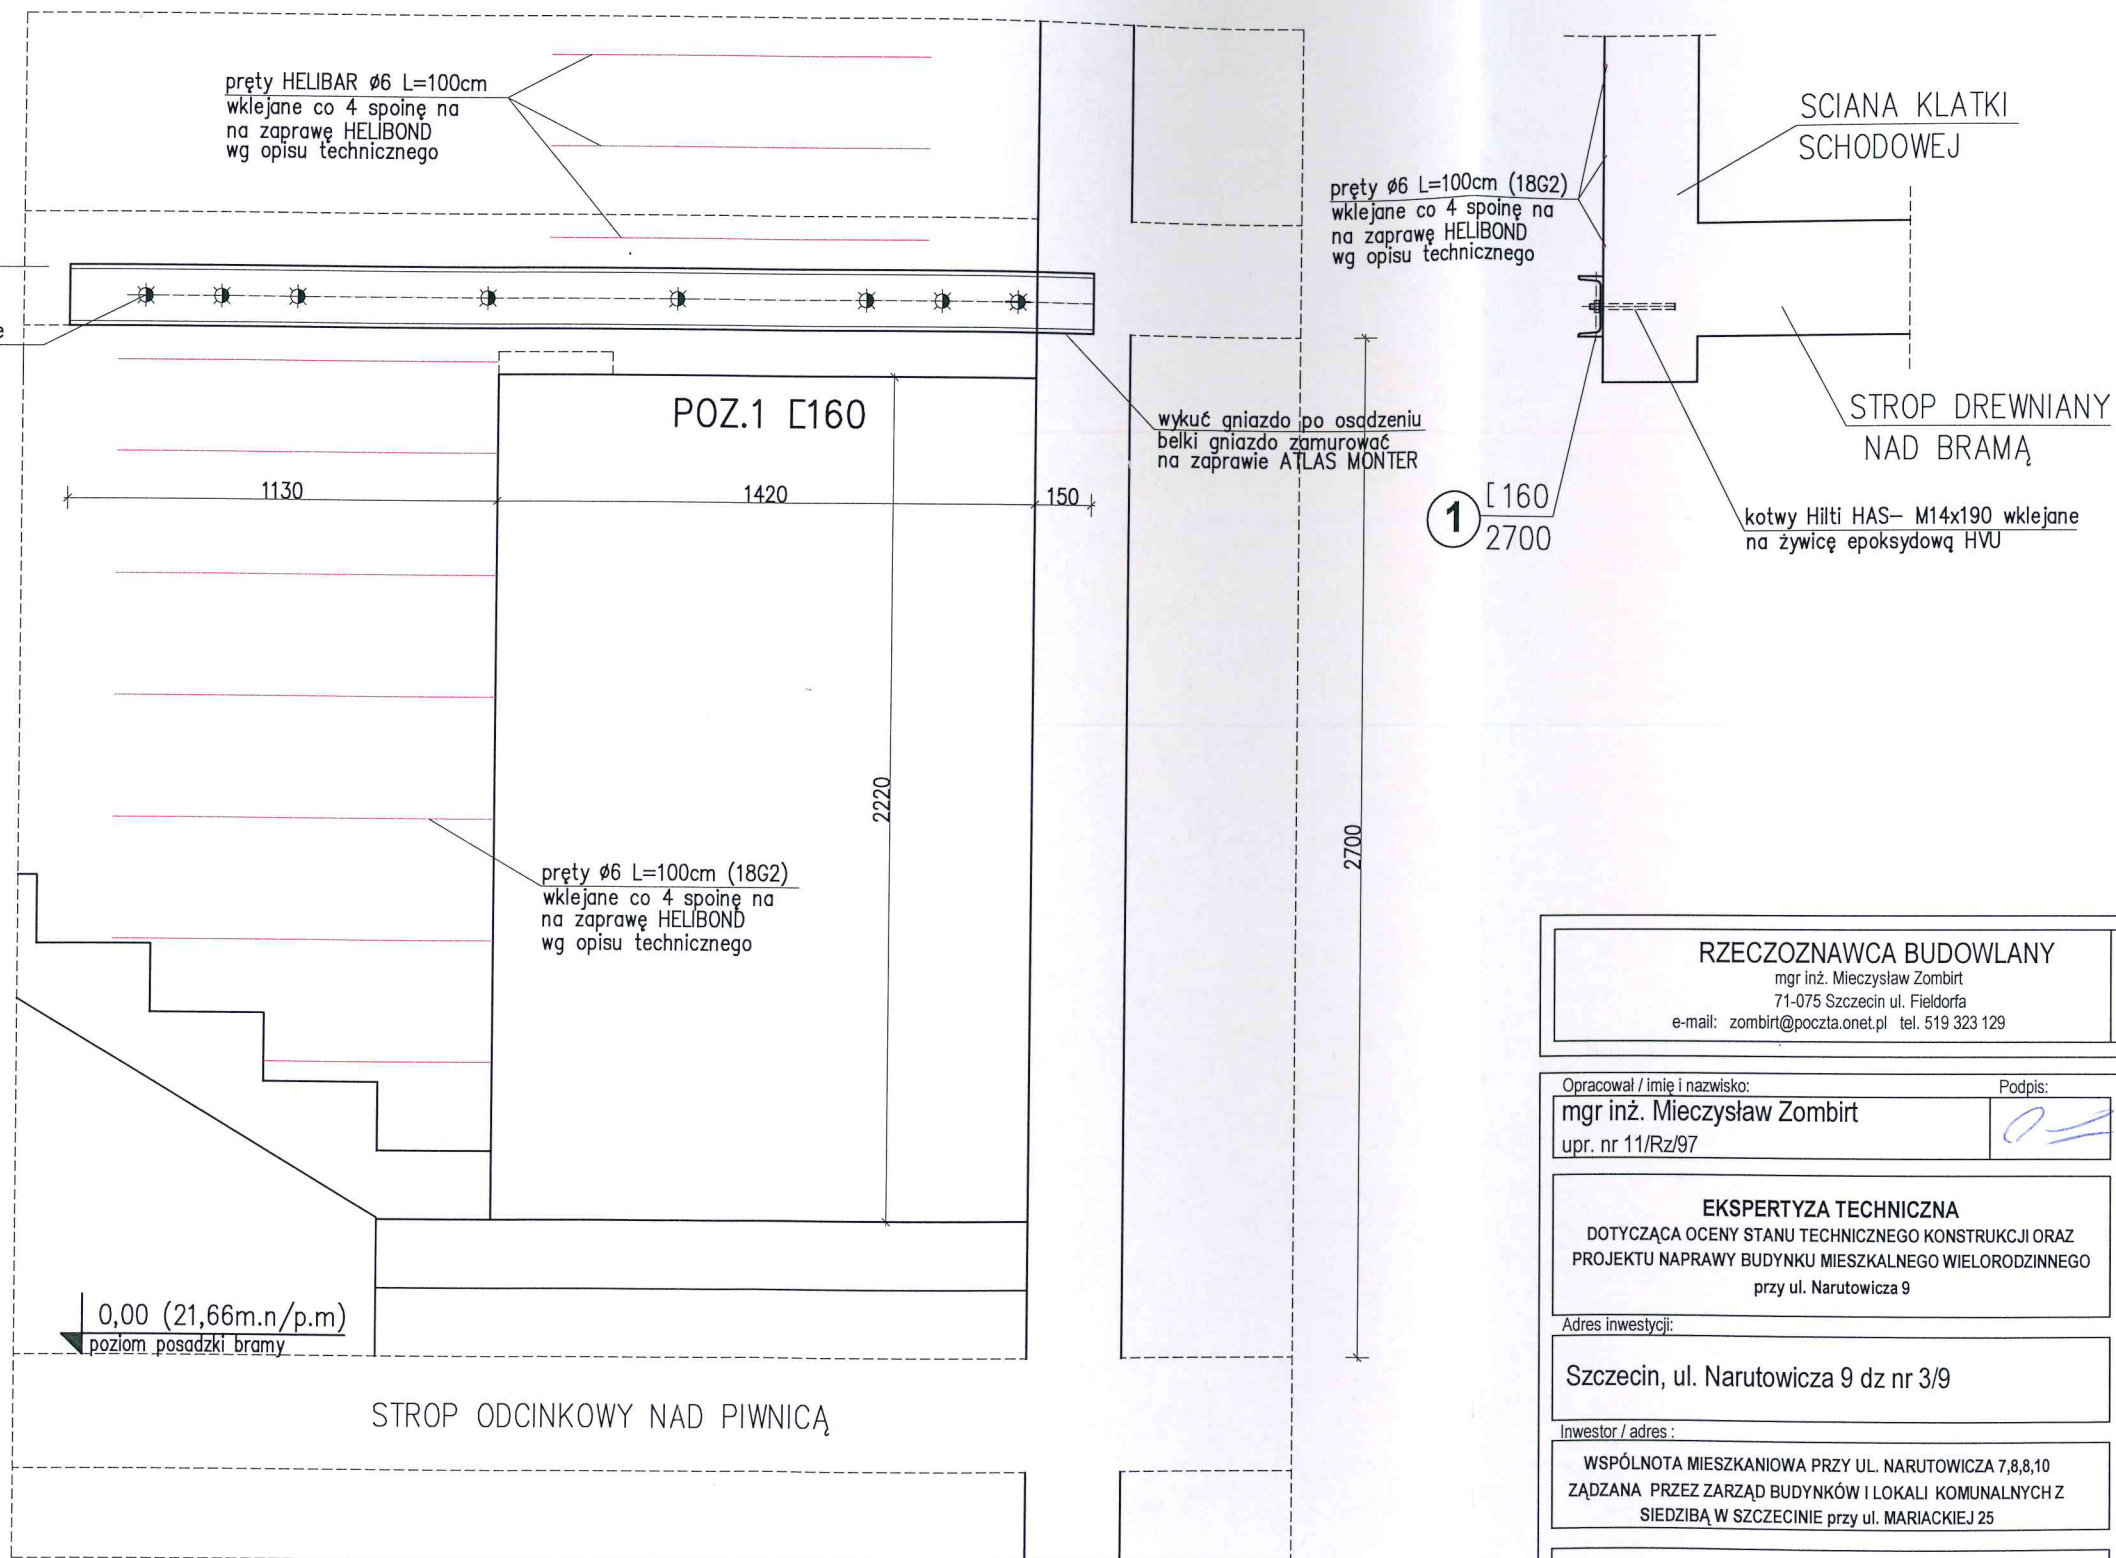 pręty HELIBAR ø6 L=100cm
wklejane co 4 spoinę na
na zaprawę HELIBOND
wg opisu technicznego
POZ.1 [160
1130
1420
150
2220
2700
wykuć gniazdo po osadzeniu
belki gniazdo zamurować
na zaprawie ATLAS MONTER
pręty ø6 L=100cm (18G2)
wklejane co 4 spoinę na
na zaprawę HELIBOND
wg opisu technicznego
0,00 (21,66m.n/p.m)
poziom posadzki bramy
STROP ODCINKOWY NAD PIWNICĄ
pręty ø6 L=100cm (18G2)
wklejane co 4 spoinę na
na zaprawę HELIBOND
wg opisu technicznego
SCIANA KLATKI
SCHODOWEJ
STROP DREWNIANY
NAD BRAMĄ
1
[160
2700
kotwy Hilti HAS– M14x190 wklejane
na żywicę epoksydową HVU
RZECZOZNAWCA BUDOWLANY
mgr inż. Mieczysław Zombirt
71-075 Szczecin ul. Fieldorfa
e-mail: zombirt@poczta.onet.pl tel. 519 323 129
Opracował / imię i nazwisko:
Podpis:
mgr inż. Mieczysław Zombirt
upr. nr 11/Rz/97
EKSPERTYZA TECHNICZNA
DOTYCZĄCA OCENY STANU TECHNICZNEGO KONSTRUKCJI ORAZ
PROJEKTU NAPRAWY BUDYNKU MIESZKALNEGO WIELORODZINNEGO
przy ul. Narutowicza 9
Adres inwestycji:
Szczecin, ul. Narutowicza 9 dz nr 3/9
Inwestor / adres :
WSPÓLNOTA MIESZKANIOWA PRZY UL. NARUTOWICZA 7,8,8,10
ZĄDZANA PRZEZ ZARZĄD BUDYNKÓW I LOKALI KOMUNALNYCH Z
SIEDZIBĄ W SZCZECINIE przy ul. MARIACKIEJ 25